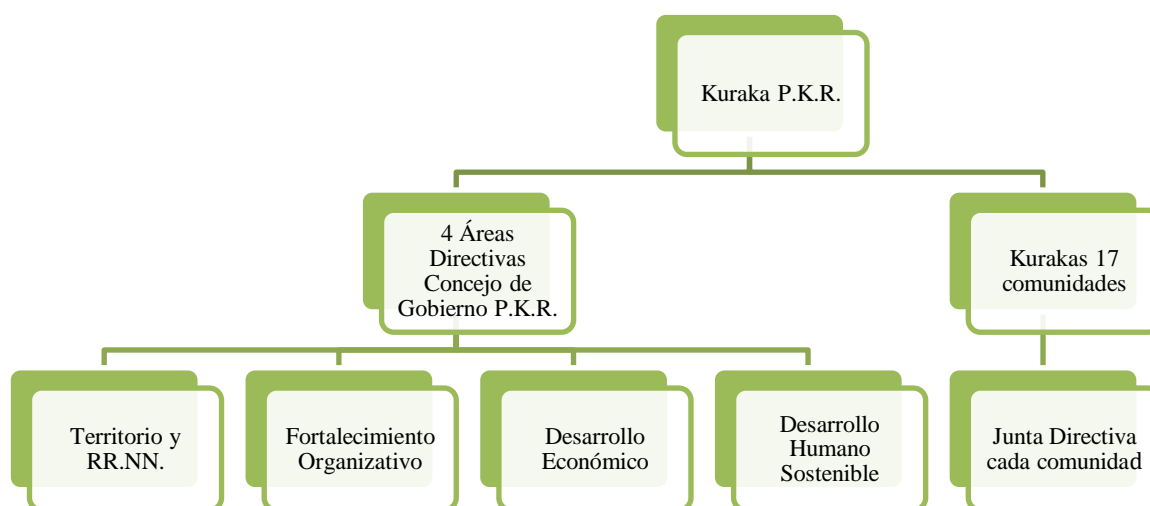 Kuraka P.K.R.
4 Áreas
Directivas
Concejo de
Gobierno P.K.R.
Kurakas 17
comunidades
Territorio y
RR.NN.
Fortalecimiento
Organizativo
Desarrollo
Económico
Desarrollo
Humano
Sostenible
Junta Directiva
cada comunidad